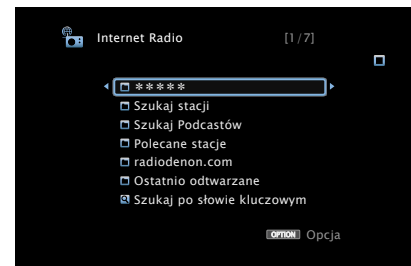 Internet Radio [1/7]
*****
Szukaj stacji
Szukaj Podcastów
Polecane stacje
radiodenon.com
Ostatnio odtwarzane
Szukaj po słowie kluczowym
OPTION Opcja